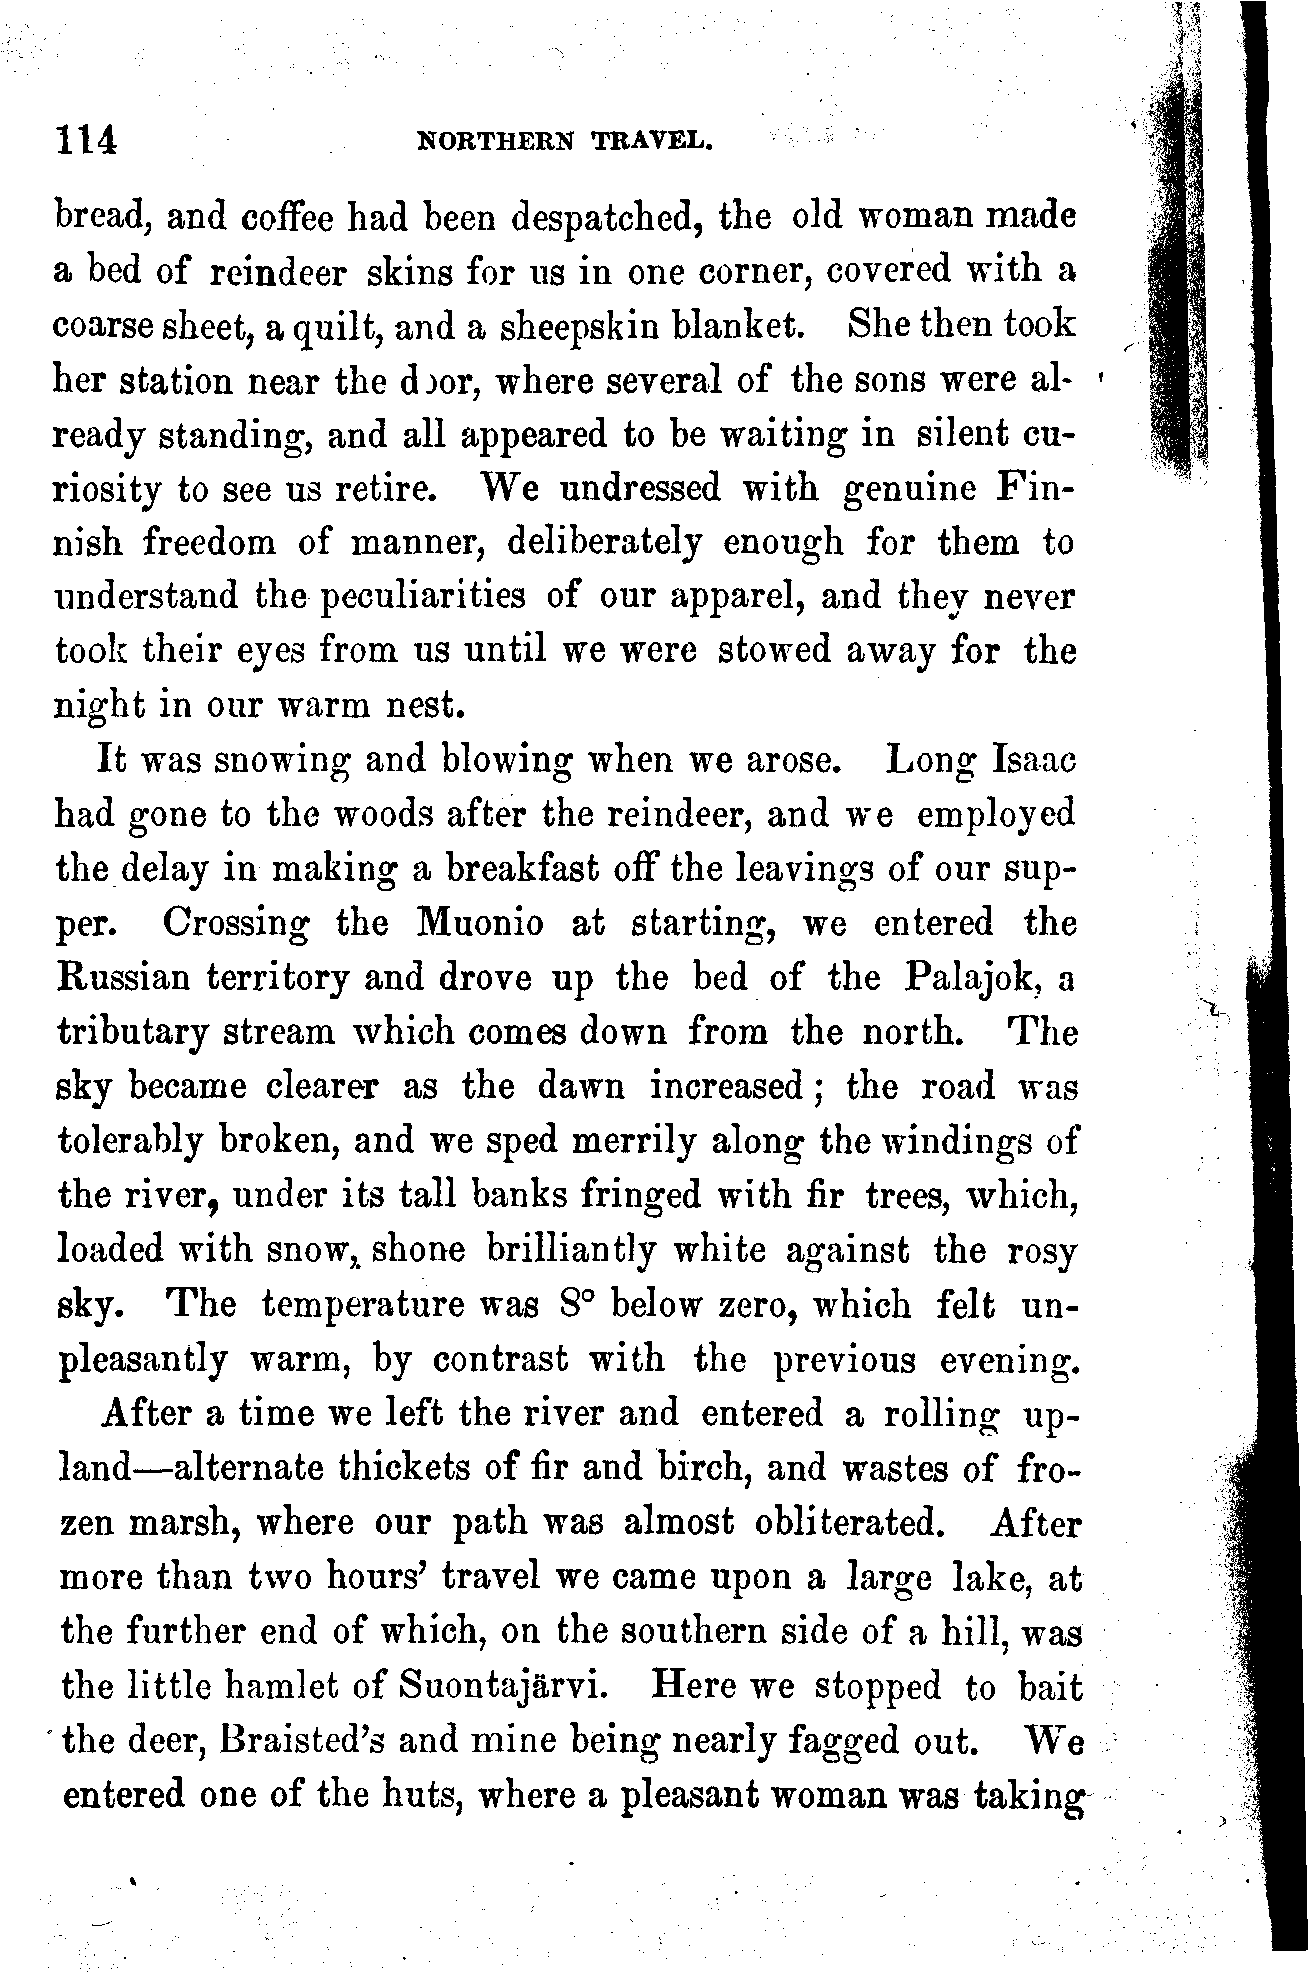 114 NORTHERN TRAVEL.
bread, and coffee had been despatched, the old woman made
a bed of reindeer skins for us in one corner, covered with a
coarse sheet, a quilt, and a sheepskin blanket. She then took
her station near the door, where several of the sons were al-
ready standing, and all appeared to be waiting in silent cu-
riosity to see us retire. We undressed with genuine Fin-
nish freedom of manner, deliberately enough for them to
understand the peculiarities of our apparel, and they never
took their eyes from us until we were stowed away for the
night in our warm nest.
It was snowing and blowing when we arose. Long Isaac
had gone to the woods after the reindeer, and we employed
the delay in making a breakfast off the leavings of our sup-
per. Crossing the Muonio at starting, we entered the
Russian territory and drove up the bed of the Palajok, a
tributary stream which comes down from the north. The
sky became clearer as the dawn increased; the road was
tolerably broken, and we sped merrily along the windings of
the river, under its tall banks fringed with fir trees, which,
loaded with snow, shone brilliantly white against the rosy
sky. The temperature was 8° below zero, which felt un-
pleasantly warm, by contrast with the previous evening.
After a time we left the river and entered a rolling up-
land—alternate thickets of fir and birch, and wastes of fro-
zen marsh, where our path was almost obliterated. After
more than two hours' travel we came upon a large lake, at
the further end of which, on the southern side of a hill, was
the little hamlet of Suontajärvi. Here we stopped to bait
the deer, Braisted's and mine being nearly fagged out. We
entered one of the huts, where a pleasant woman was taking